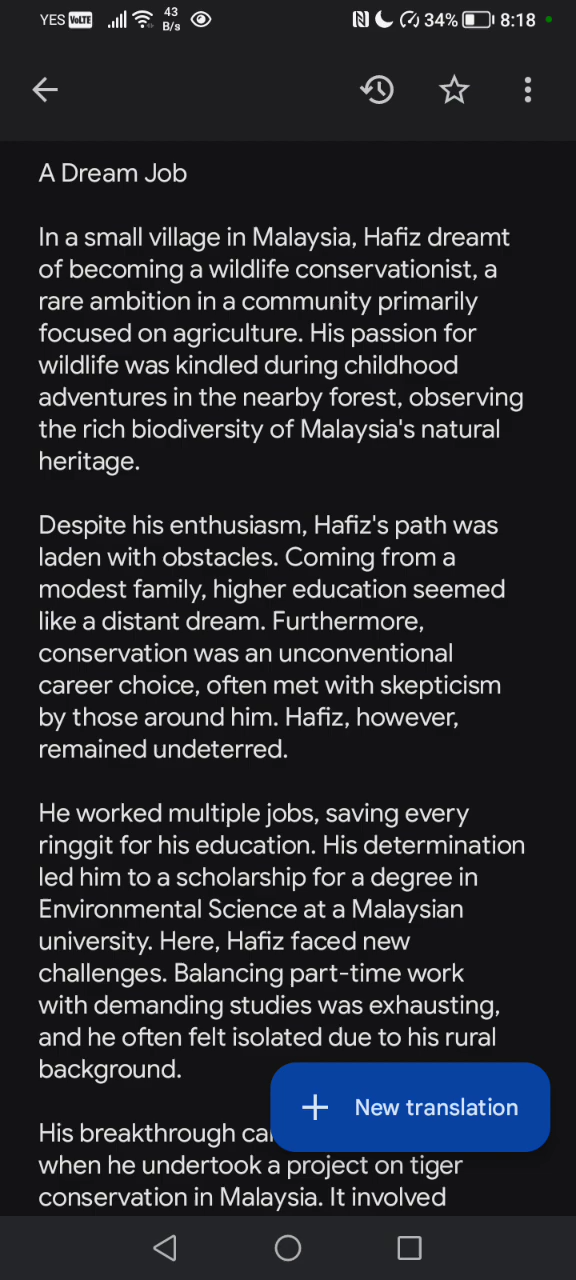 YES VoLTE 43 B/s 34% 8:18
A Dream Job
In a small village in Malaysia, Hafiz dreamt
of becoming a wildlife conservationist, a
rare ambition in a community primarily
focused on agriculture. His passion for
wildlife was kindled during childhood
adventures in the nearby forest, observing
the rich biodiversity of Malaysia's natural
heritage.
Despite his enthusiasm, Hafiz's path was
laden with obstacles. Coming from a
modest family, higher education seemed
like a distant dream. Furthermore,
conservation was an unconventional
career choice, often met with skepticism
by those around him. Hafiz, however,
remained undeterred.
He worked multiple jobs, saving every
ringgit for his education. His determination
led him to a scholarship for a degree in
Environmental Science at a Malaysian
university. Here, Hafiz faced new
challenges. Balancing part-time work
with demanding studies was exhausting,
and he often felt isolated due to his rural
background.
New translation
His breakthrough
when he undertook a project on tiger
conservation in Malaysia. It involved